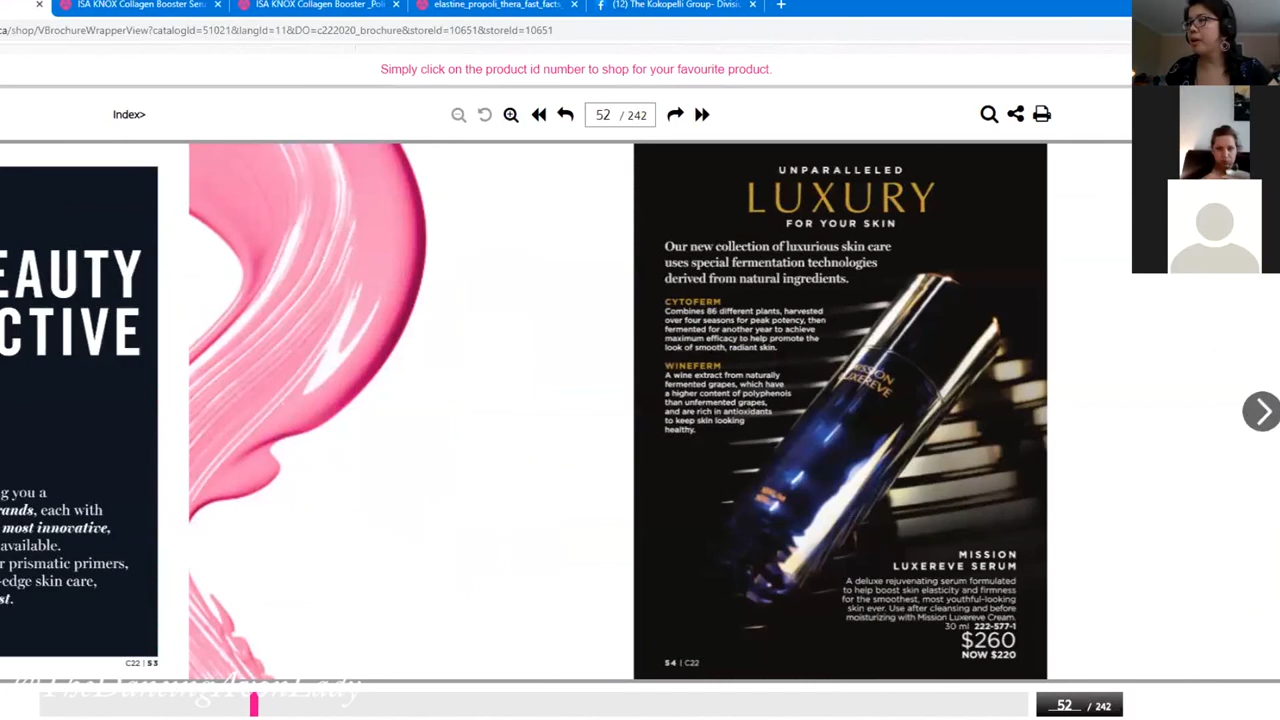 ISA KNOX Collagen Booster Seru
ISA KNOX Collagen Booster _Pol
elastine_propoli_thera_fast_facts_
(12) The Kokopelli Group- Divisi
ca/shop/VBrochureWrapperView?catalogId=51021&langId=11&DO=c222020_brochure&storeId=10651&storeId=10651
Simply click on the product id number to shop for your favourite product.
Index>
52 / 242
EAUTY
CTIVE
g you a
rands, each with
most innovative,
available.
r prismatic primers,
-edge skin care,
st.
C22 | 53
UNPARALLELED
LUXURY
FOR YOUR SKIN
Our new collection of luxurious skin care
uses special fermentation technologies
derived from natural ingredients.
CYTOFERM
Combines 86 different plants, harvested
over four seasons for peak potency, then
fermented for another year to achieve
maximum efficacy to help promote the
look of smooth, radiant skin.
WINEFERM
A wine extract from naturally
fermented grapes, which have
a higher content of polyphenols
than unfermented grapes,
and are rich in antioxidants
to keep skin looking
healthy.
MISSION
LUXEREVE
MISSION
LUXEREVE SERUM
A deluxe rejuvenating serum formulated
to help boost skin elasticity and firmness
for the smoothest, most youthful-looking
skin ever. Use after cleansing and before
moisturizing with Mission Luxereve Cream.
30 ml 222-577-1
$260
NOW $220
54 | C22
@TheDancingAvonLady
52 / 242